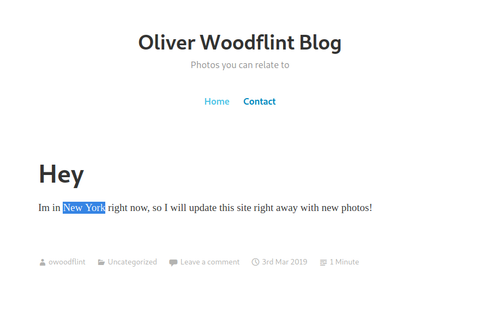 Oliver Woodflint Blog
Photos you can relate to
Home Contact
Hey
Im in New York right now, so I will update this site right away with new photos!
owoodflint Uncategorized Leave a comment 3rd Mar 2019 1 Minute